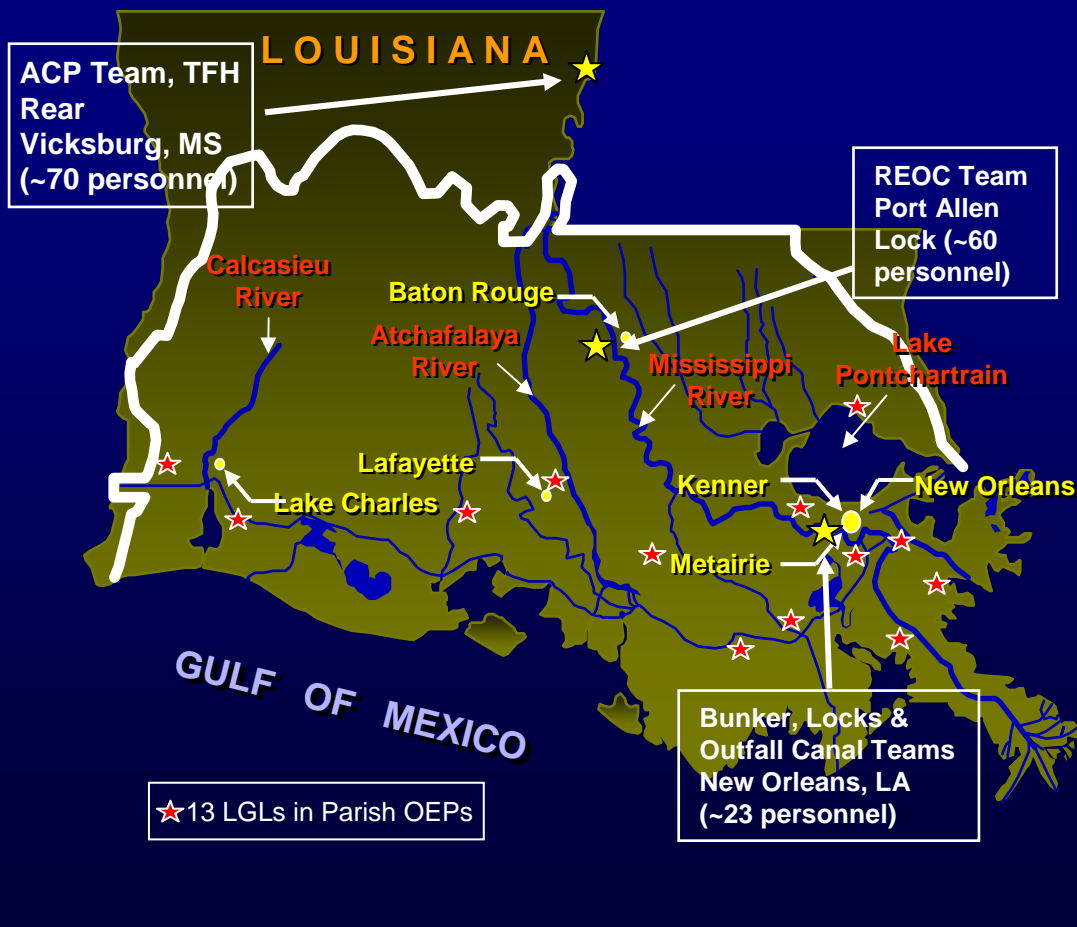 L O U I S I A N A
ACP Team, TFH
Rear
Vicksburg, MS
(~70 personnel)
REOC Team
Port Allen
Lock (~60
personnel)
Calcasieu
River
Baton Rouge
Atchafalaya
River
Mississippi
River
Lake
Pontchartrain
Lafayette
Lake Charles
Kenner
New Orleans
Metairie
GULF OF MEXICO
Bunker, Locks &
Outfall Canal Teams
New Orleans, LA
(~23 personnel)
13 LGLs in Parish OEPs